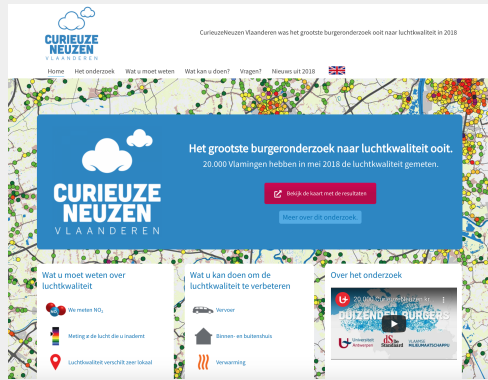 CURIEUZE
NEUZEN
VLAANDEREN
CurieuzeNeuzen Vlaanderen was het grootste burgeronderzoek ooit naar luchtkwaliteit in 2018
Home Het onderzoek Wat u moet weten Wat kan u doen? Vragen? Nieuws uit 2018
CURIEUZE
NEUZEN
VLAANDEREN
Het grootste burgeronderzoek naar luchtkwaliteit ooit.
20.000 Vlamingen hebben in mei 2018 de luchtkwaliteit gemeten.
Bekijk de kaart met de resultaten
Meer over dit onderzoek.
Wat u moet weten over
luchtkwaliteit
We meten NO₂
Meting a/d lucht die u inademt
Luchtkwaliteit verschilt zeer lokaal
Wat u kan doen om de
luchtkwaliteit te verbeteren
Vervoer
Binnen- en buitenshuis
Verwarming
Over het onderzoek
20.000 CurieuzeNeuzen kr
DUIZENDEN BURGERS
Universiteit
Antwerpen
dS De
Standaard
VLAAMSE
MILIEUMAATSCHAPPIJ